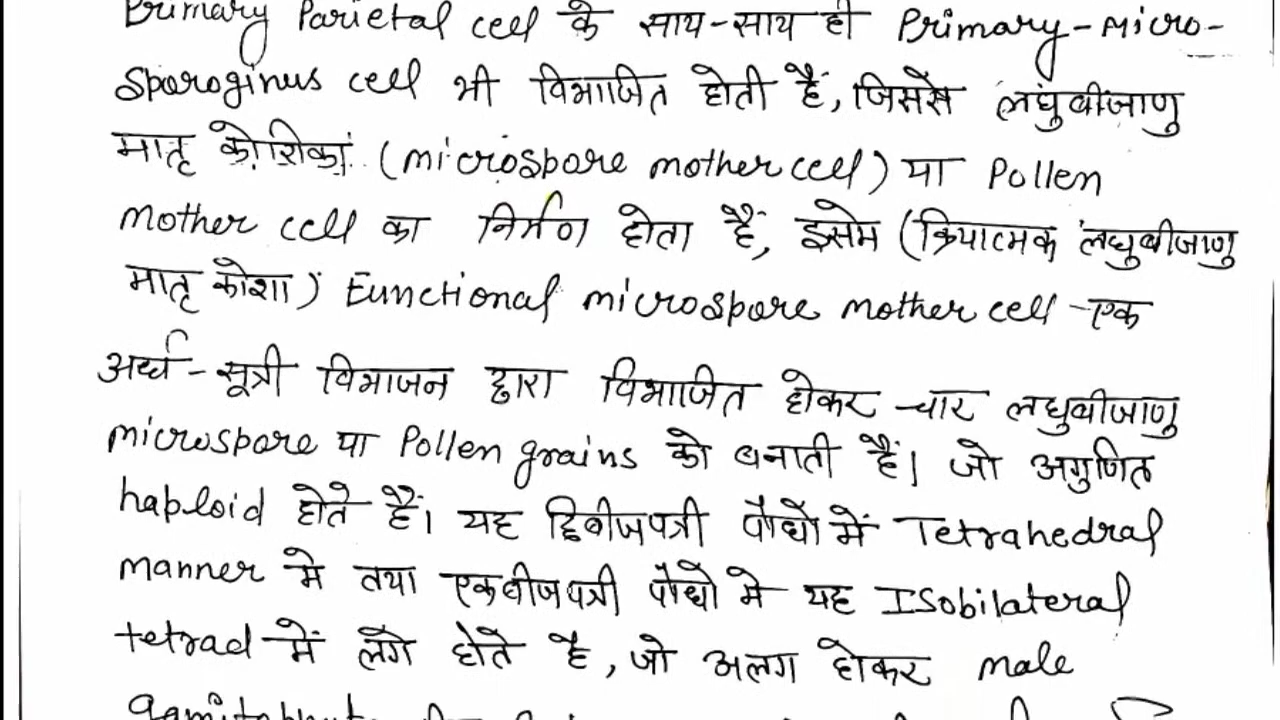 Primary Parietal cell के साथ-साथ ही Primary-Micro-
Sporoginus cell भी विभाजित होती हैं, जिससे लघुबीजाणु
मातृ कोशिका (microspore mother cell) या Pollen
mother cell का निर्माण होता हैं, इसेम (क्रियात्मक लघुबीजाणु
मातृ कोशा) Functional microspore mother cell एक
अर्ध्द-सूत्री विभाजन द्वारा विभाजित होकर चार लघुबीजाणु
microspore या Pollen grains को बनाती हैं। जो अगुणित
haploid होते हैं। यह द्विबीजपत्री पौधों में Tetrahedral
manner मे तथा एकबीजपत्री पौधो मे यह Isobilateral
tetrad में लगे होते है, जो अलग होकर male